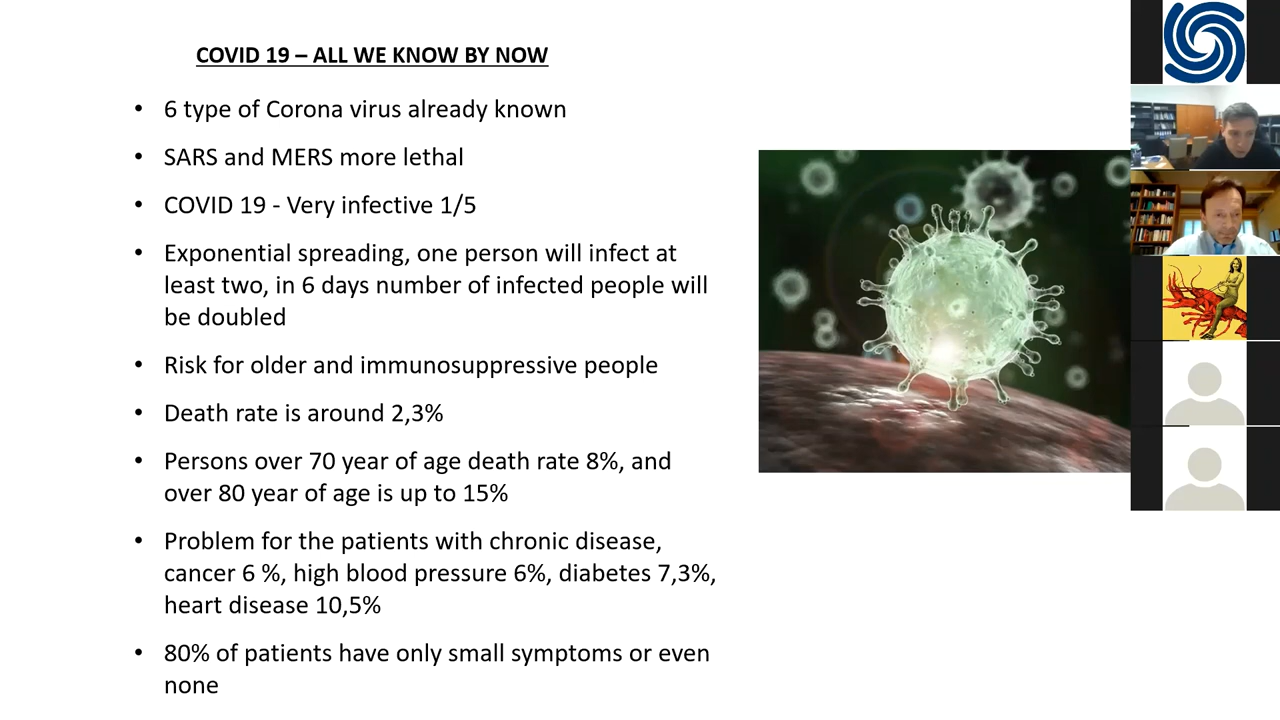 COVID 19 – ALL WE KNOW BY NOW
• 6 type of Corona virus already known
• SARS and MERS more lethal
• COVID 19 - Very infective 1/5
• Exponential spreading, one person will infect at
least two, in 6 days number of infected people will
be doubled
• Risk for older and immunosuppressive people
• Death rate is around 2,3%
• Persons over 70 year of age death rate 8%, and
over 80 year of age is up to 15%
• Problem for the patients with chronic disease,
cancer 6 %, high blood pressure 6%, diabetes 7,3%,
heart disease 10,5%
• 80% of patients have only small symptoms or even
none